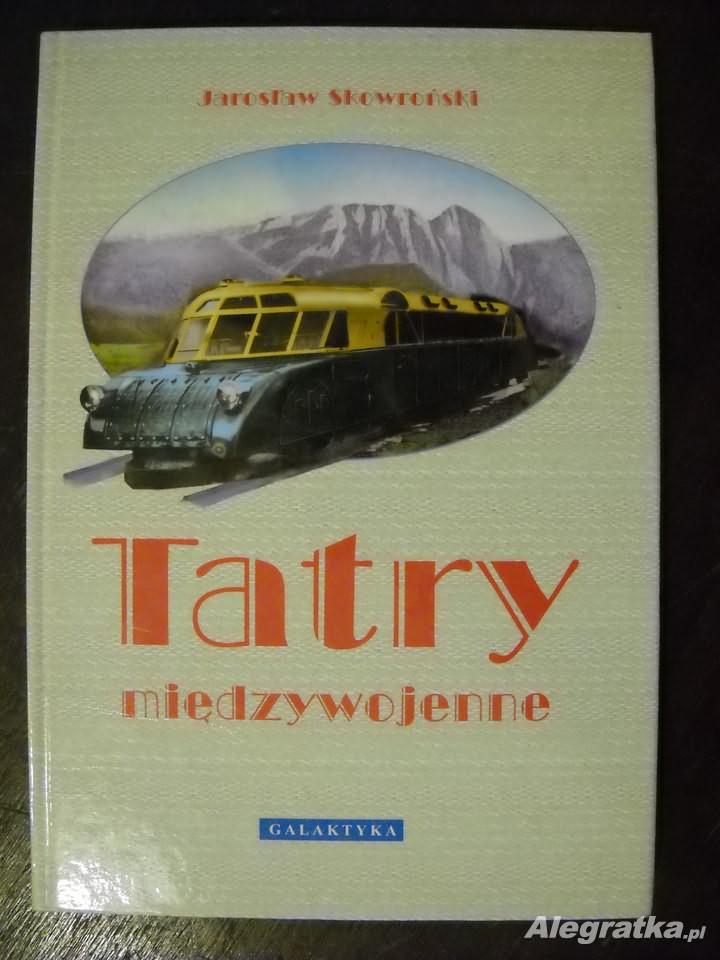 Jarosław Skowroński
Tatry
międzywojenne
GALAKTYKA
Alegratka.pl